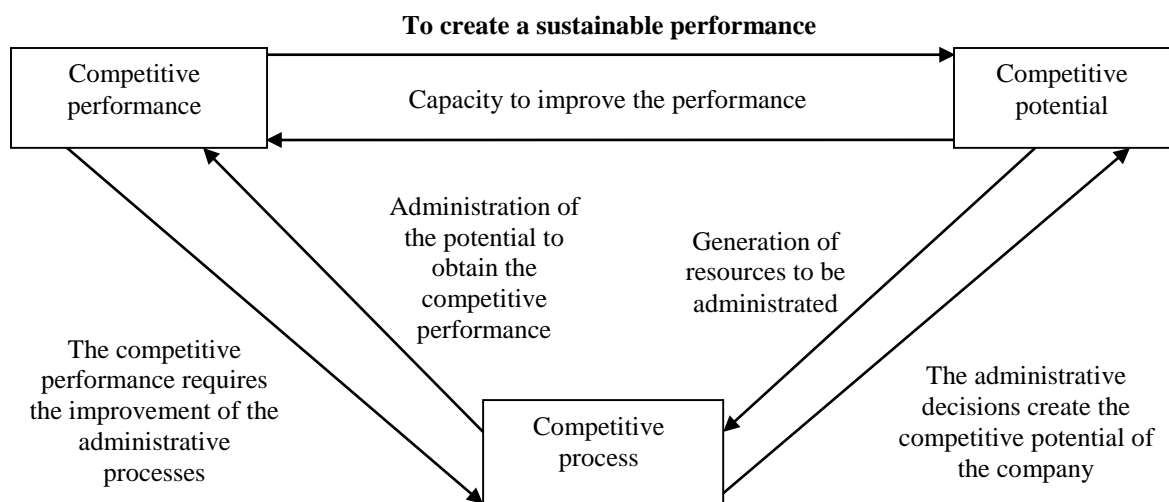 To create a sustainable performance
Competitive
performance
Capacity to improve the performance
Competitive
potential
Administration of
the potential to
obtain the
competitive
performance
Generation of
resources to be
administrated
The competitive
performance requires
the improvement of the
administrative
processes
Competitive
process
The administrative
decisions create the
competitive potential of
the company